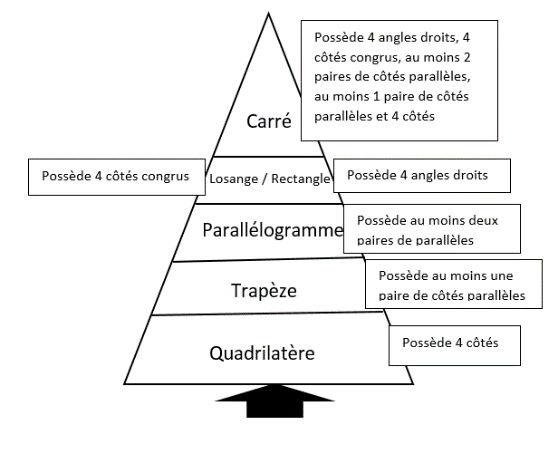 Possède 4 angles droits, 4
côtés congrus, au moins 2
paires de côtés parallèles,
au moins 1 paire de côtés
parallèles et 4 côtés
Carré
Possède 4 côtés congrus
Losange / Rectangle
Possède 4 angles droits
Parallélogramme
Possède au moins deux
paires de parallèles
Trapèze
Possède au moins une
paire de côtés parallèles
Quadrilatère
Possède 4 côtés